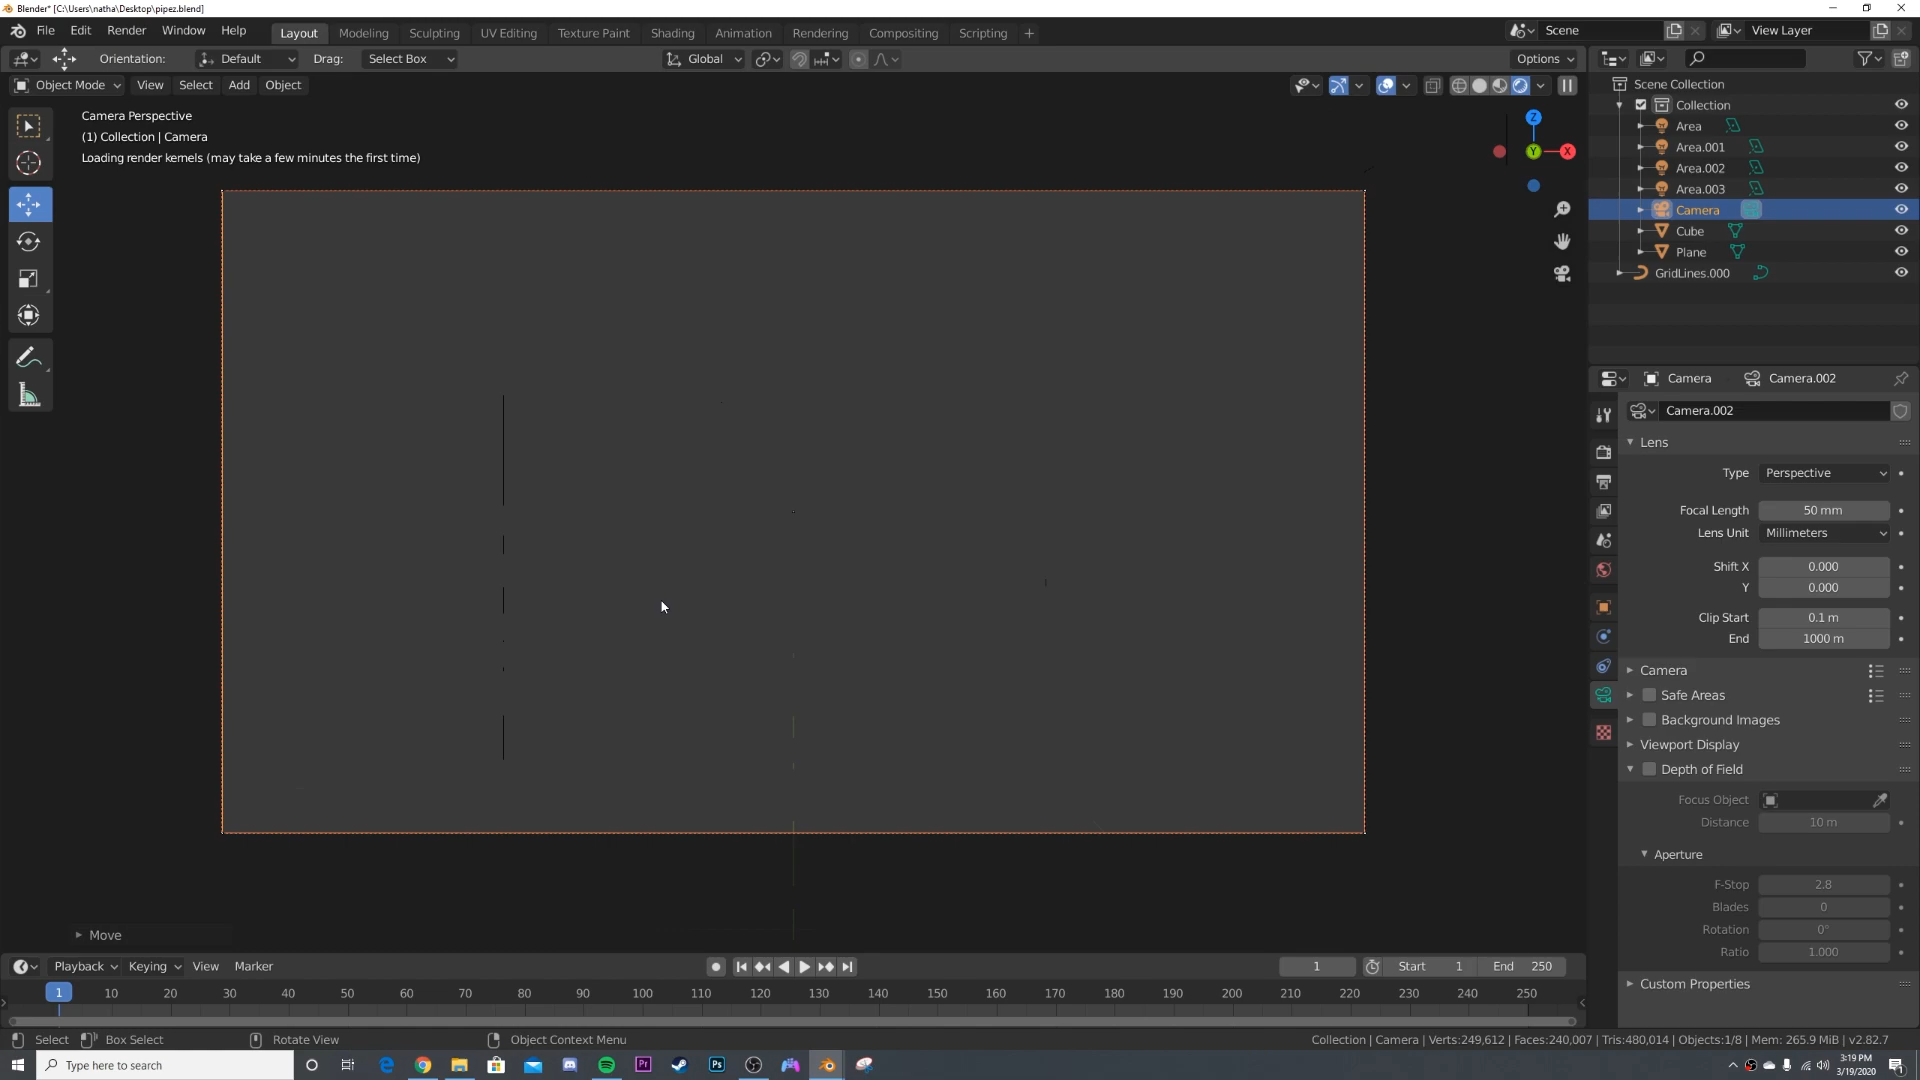 Blender* [C:\Users\natha\Desktop\pipez.blend]
File Edit Render Window Help Layout Modeling Sculpting UV Editing Texture Paint Shading Animation Rendering Compositing Scripting + Scene View Layer
Orientation: Default Drag: Select Box Global Options
Object Mode View Select Add Object
Camera Perspective
(1) Collection | Camera
Loading render kernels (may take a few minutes the first time)
Z
Y
X
Scene Collection
Collection
Area
Area.001
Area.002
Area.003
Camera
Cube
Plane
GridLines.000
Camera Camera.002
Camera.002
Lens
Type Perspective
Focal Length 50 mm
Lens Unit Millimeters
Shift X 0.000
Y 0.000
Clip Start 0.1 m
End 1000 m
Camera
Safe Areas
Background Images
Viewport Display
Depth of Field
Focus Object
Distance 10 m
Aperture
F-Stop 2.8
Blades 0
Rotation 0°
Ratio 1.000
Custom Properties
Move
Playback Keying View Marker 1 Start 1 End 250
1 10 20 30 40 50 60 70 80 90 100 110 120 130 140 150 160 170 180 190 200 210 220 230 240 250
Select Box Select Rotate View Object Context Menu Collection | Camera | Verts:249,612 | Faces:240,007 | Tris:480,014 | Objects:1/8 | Mem: 265.9 MiB | v2.82.7
Type here to search
Pr
Ps
3:19 PM
3/19/2020